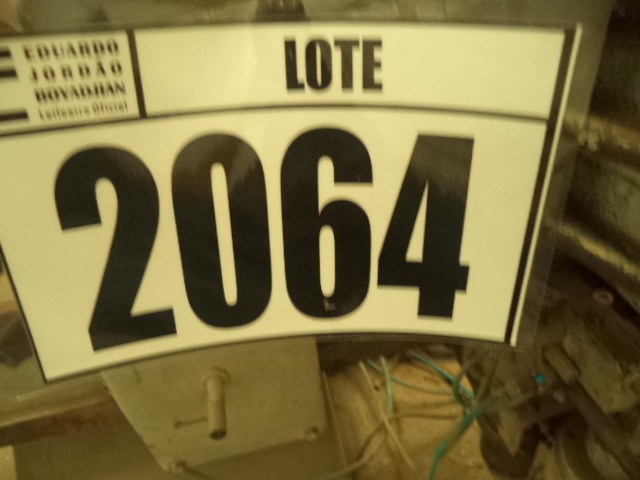 EDUARDO
JORDÃO
BOYADJIAN
Leiloeiro Oficial
LOTE
2064